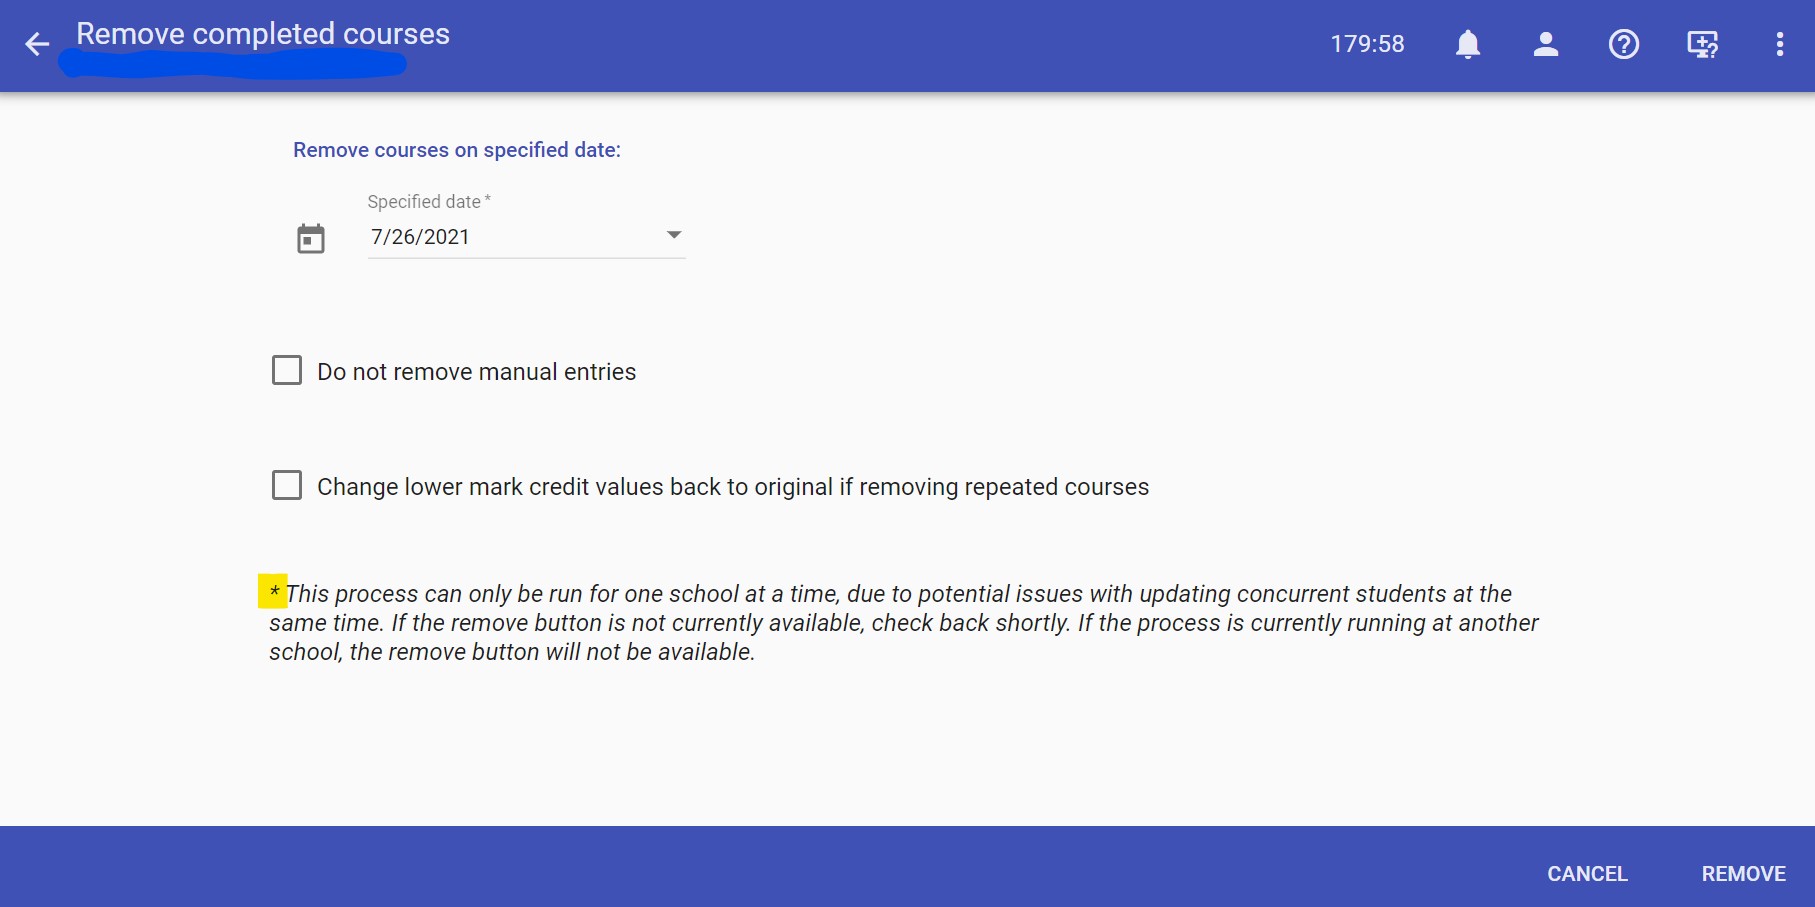 Remove completed courses
179:58
Remove courses on specified date:
Specified date *
7/26/2021
Do not remove manual entries
Change lower mark credit values back to original if removing repeated courses
* This process can only be run for one school at a time, due to potential issues with updating concurrent students at the
same time. If the remove button is not currently available, check back shortly. If the process is currently running at another
school, the remove button will not be available.
CANCEL REMOVE